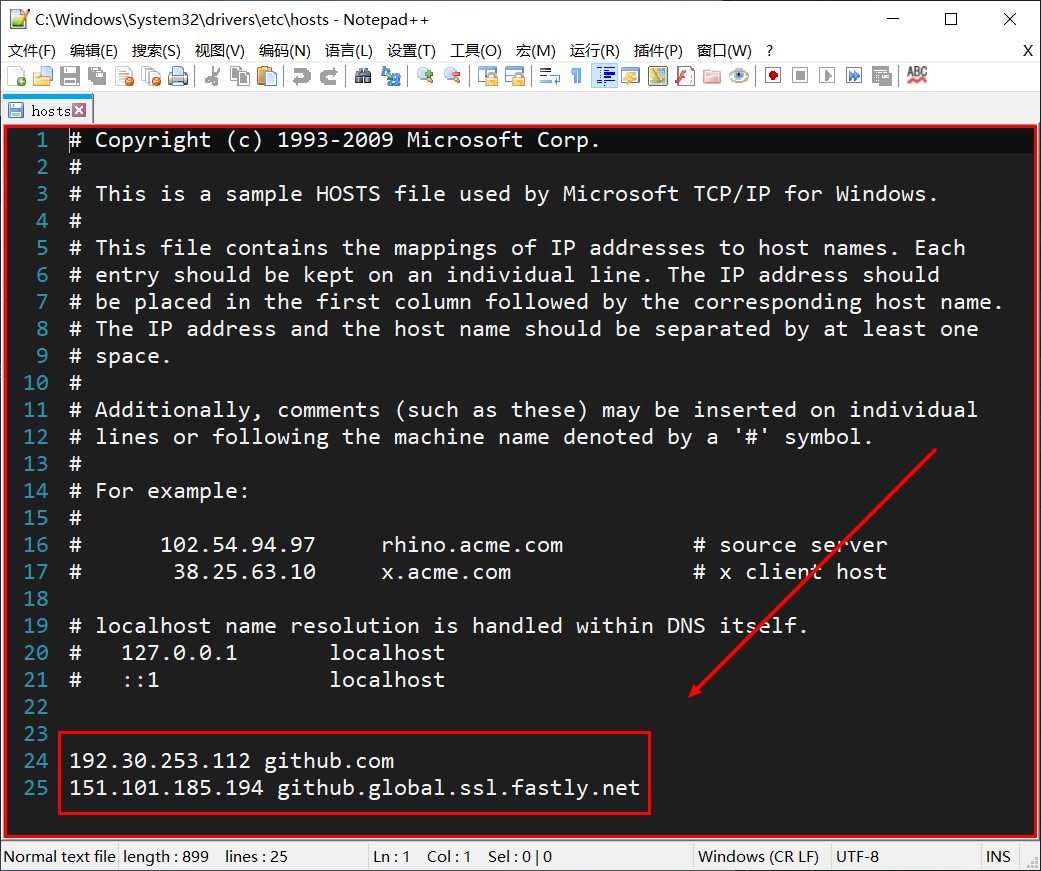 C:\Windows\System32\drivers\etc\hosts - Notepad++
文件(F) 编辑(E) 搜索(S) 视图(V) 编码(N) 语言(L) 设置(T) 工具(O) 宏(M) 运行(R) 插件(P) 窗口(W) ? X
ABC
hosts
1 # Copyright (c) 1993-2009 Microsoft Corp.
2 #
3 # This is a sample HOSTS file used by Microsoft TCP/IP for Windows.
4 #
5 # This file contains the mappings of IP addresses to host names. Each
6 # entry should be kept on an individual line. The IP address should
7 # be placed in the first column followed by the corresponding host name.
8 # The IP address and the host name should be separated by at least one
9 # space.
10 #
11 # Additionally, comments (such as these) may be inserted on individual
12 # lines or following the machine name denoted by a '#' symbol.
13 #
14 # For example:
15 #
16 #      102.54.94.97     rhino.acme.com          # source server
17 #       38.25.63.10     x.acme.com              # x client host
18
19 # localhost name resolution is handled within DNS itself.
20 #   127.0.0.1       localhost
21 #   ::1             localhost
22
23
24 192.30.253.112 github.com
25 151.101.185.194 github.global.ssl.fastly.net
Normal text file length : 899 lines : 25 Ln : 1 Col : 1 Sel : 0 | 0 Windows (CR LF) UTF-8 INS